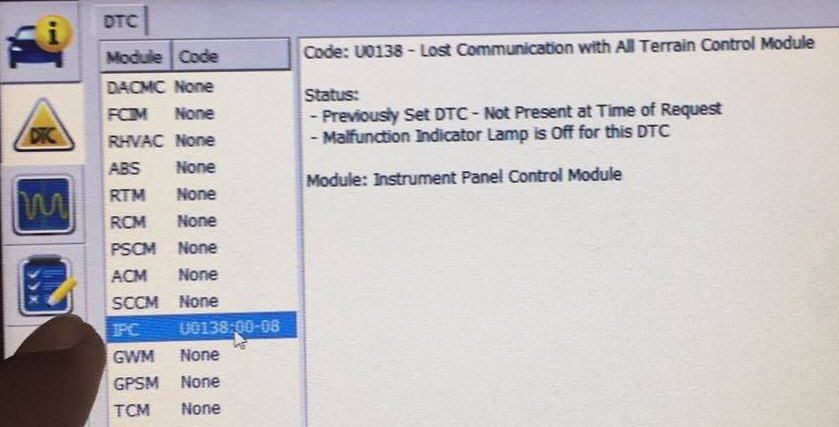 DTC
Module Code
DACMC None
FCIM None
RHVAC None
ABS None
RTM None
RCM None
PSCM None
ACM None
SCCM None
IPC U0138:00-08
GWM None
GPSM None
TCM None
Code: U0138 - Lost Communication with All Terrain Control Module
Status:
- Previously Set DTC - Not Present at Time of Request
- Malfunction Indicator Lamp is Off for this DTC
Module: Instrument Panel Control Module
i
DTC